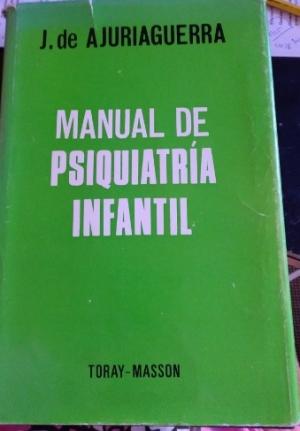 J. de AJURIAGUERRA
MANUAL DE
PSIQUIATRÍA
INFANTIL
TORAY-MASSON